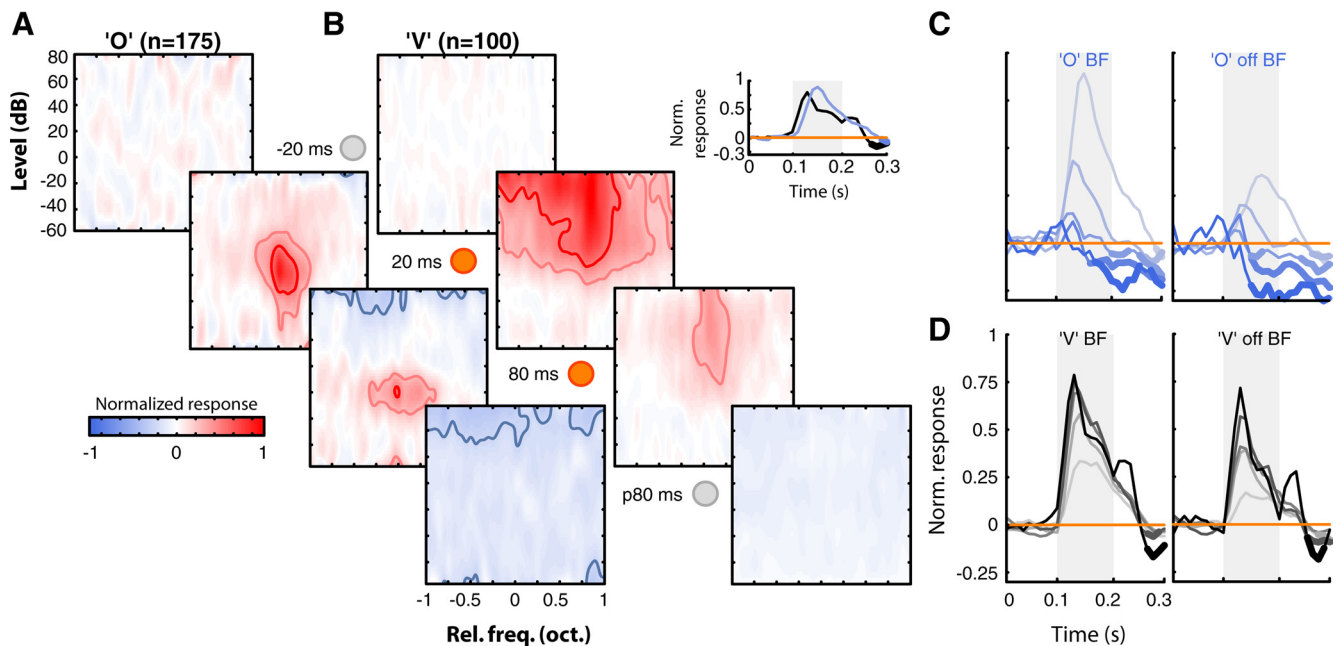 A
B
C
'O' (n=175)
'V' (n=100)
80
60
40
20
0
-20
-40
-60
Level (dB)
-20 ms
20 ms
80 ms
p80 ms
Normalized response
-1
0
1
-1
-0.5
0
0.5
1
Rel. freq. (oct.)
Norm.
response
1
0.5
0
-0.3
0
0.1
0.2
0.3
Time (s)
'O' BF
'O' off BF
D
'V' BF
'V' off BF
Norm. response
1
0.75
0.5
0.25
0
-0.25
0
0.1
0.2
0.3
Time (s)